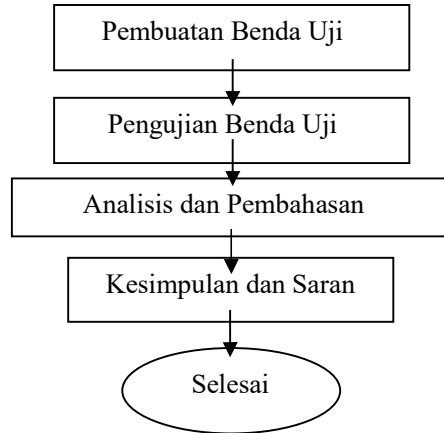 Pembuatan Benda Uji
Pengujian Benda Uji
Analisis dan Pembahasan
Kesimpulan dan Saran
Selesai